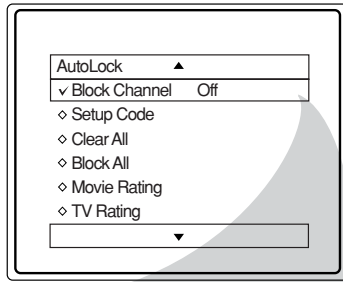 AutoLock ▲
✓ Block Channel Off
◇ Setup Code
◇ Clear All
◇ Block All
◇ Movie Rating
◇ TV Rating
▼